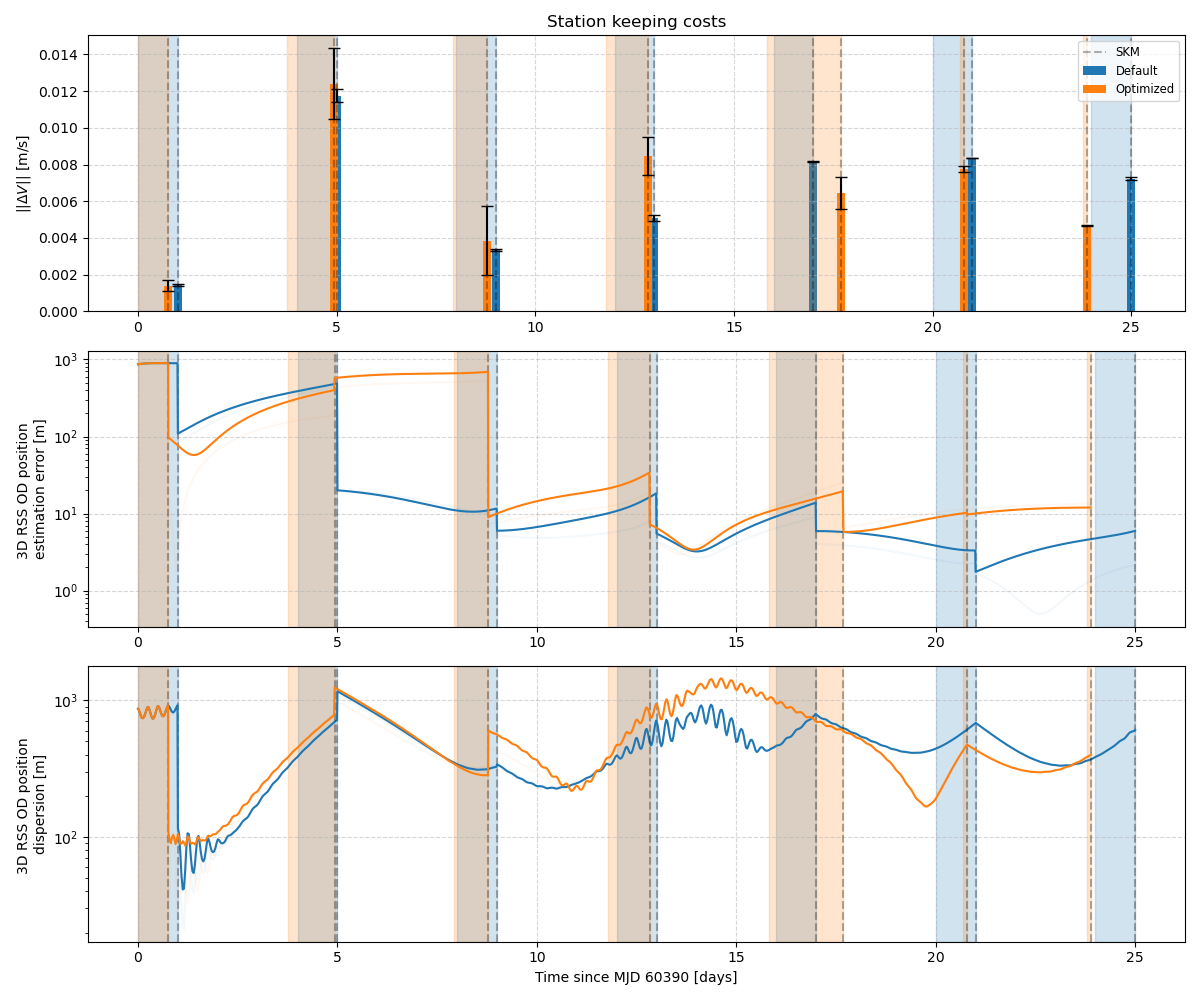 Station keeping costs
||ΔV|| [m/s]
0.014
0.012
0.010
0.008
0.006
0.004
0.002
0.000
SKM
Default
Optimized
0 5 10 15 20 25
3D RSS OD position
estimation error [m]
10³
10²
10¹
10⁰
0 5 10 15 20 25
3D RSS OD position
dispersion [m]
10³
10²
0 5 10 15 20 25
Time since MJD 60390 [days]